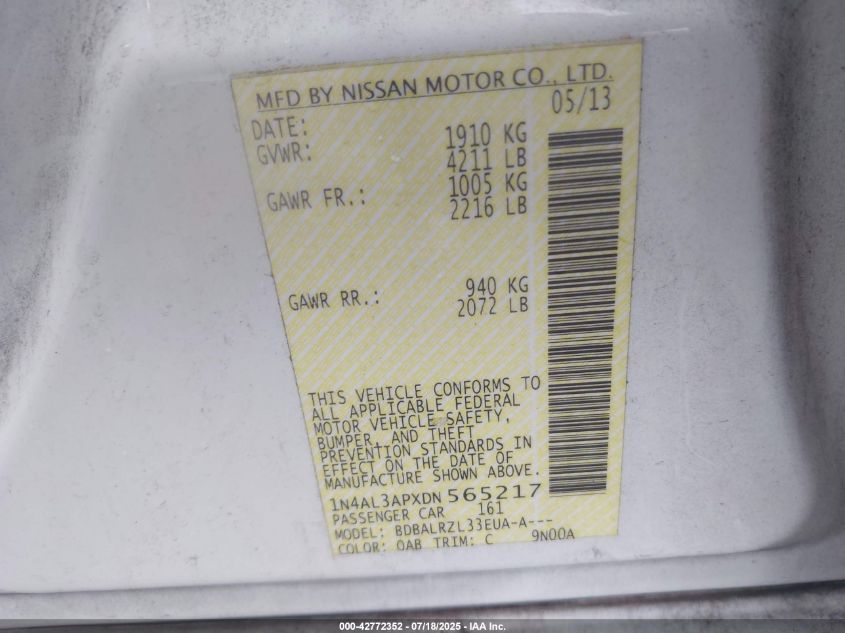 MFD BY NISSAN MOTOR CO., LTD.
DATE: 05/13
GVWR: 1910 KG
4211 LB
GAWR FR.: 1005 KG
2216 LB
GAWR RR.: 940 KG
2072 LB
THIS VEHICLE CONFORMS TO
ALL APPLICABLE FEDERAL
MOTOR VEHICLE SAFETY,
BUMPER, AND THEFT
PREVENTION STANDARDS IN
EFFECT ON THE DATE OF
MANUFACTURE SHOWN ABOVE.
1N4AL3APXDN 565217
PASSENGER CAR 161
MODEL: BDBALRZL33EUA-A---
COLOR: QAB TRIM: C 9N00A
000-42772352 - 07/18/2025 - IAA Inc.